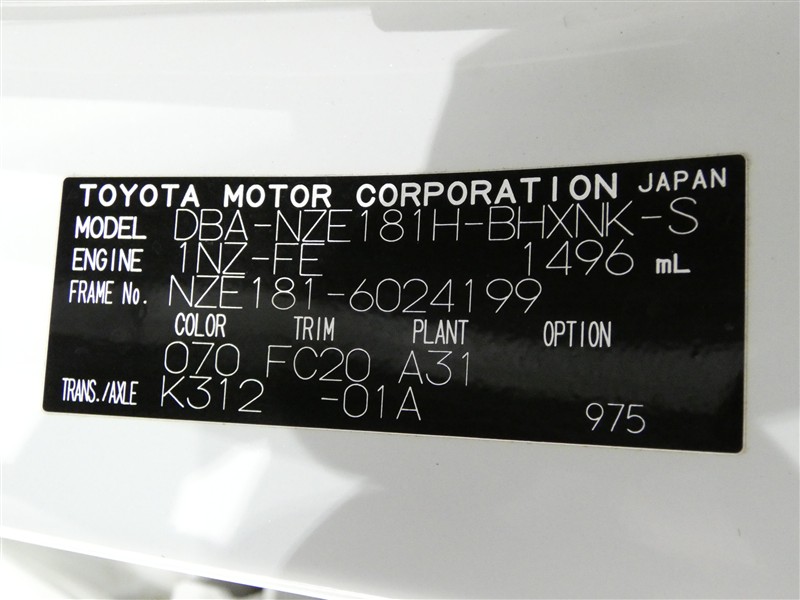 TOYOTA MOTOR CORPORATION JAPAN
MODEL DBA-NZE181H-BHXNK-S
ENGINE 1NZ-FE 1496 mL
FRAME No. NZE181-6024199
COLOR TRIM PLANT OPTION
070 FC20 A31
TRANS./AXLE K312 -01A 975